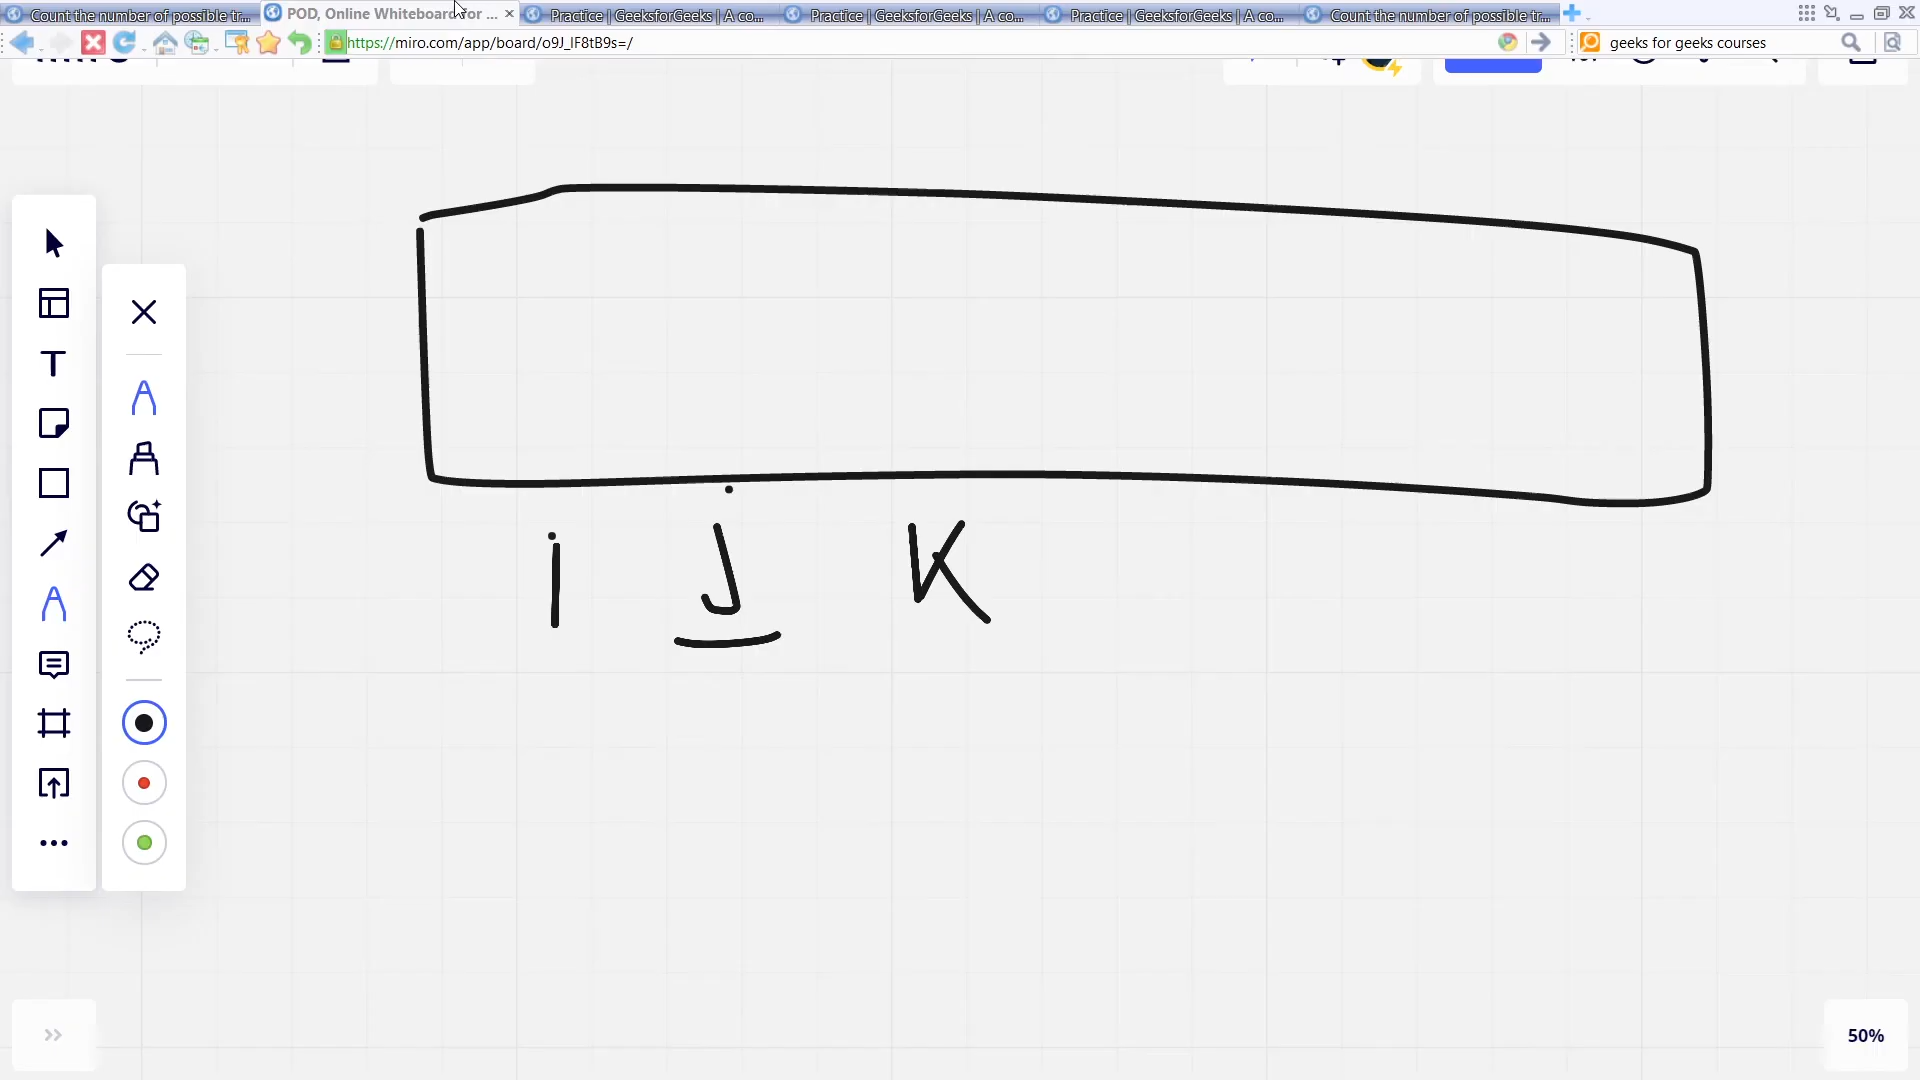 Count the number of possible tr...
POD, Online Whiteboard for ...
Practice | GeeksforGeeks | A co...
Practice | GeeksforGeeks | A co...
Practice | GeeksforGeeks | A co...
Count the number of possible tr...
https://miro.com/app/board/o9J_lF8tB9s=/
geeks for geeks courses
i J K
50%